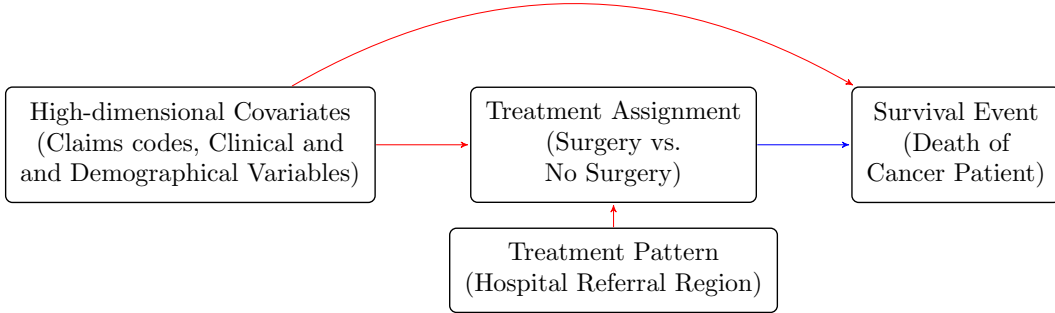 High-dimensional Covariates
(Claims codes, Clinical and
and Demographical Variables)
Treatment Assignment
(Surgery vs.
No Surgery)
Survival Event
(Death of
Cancer Patient)
Treatment Pattern
(Hospital Referral Region)